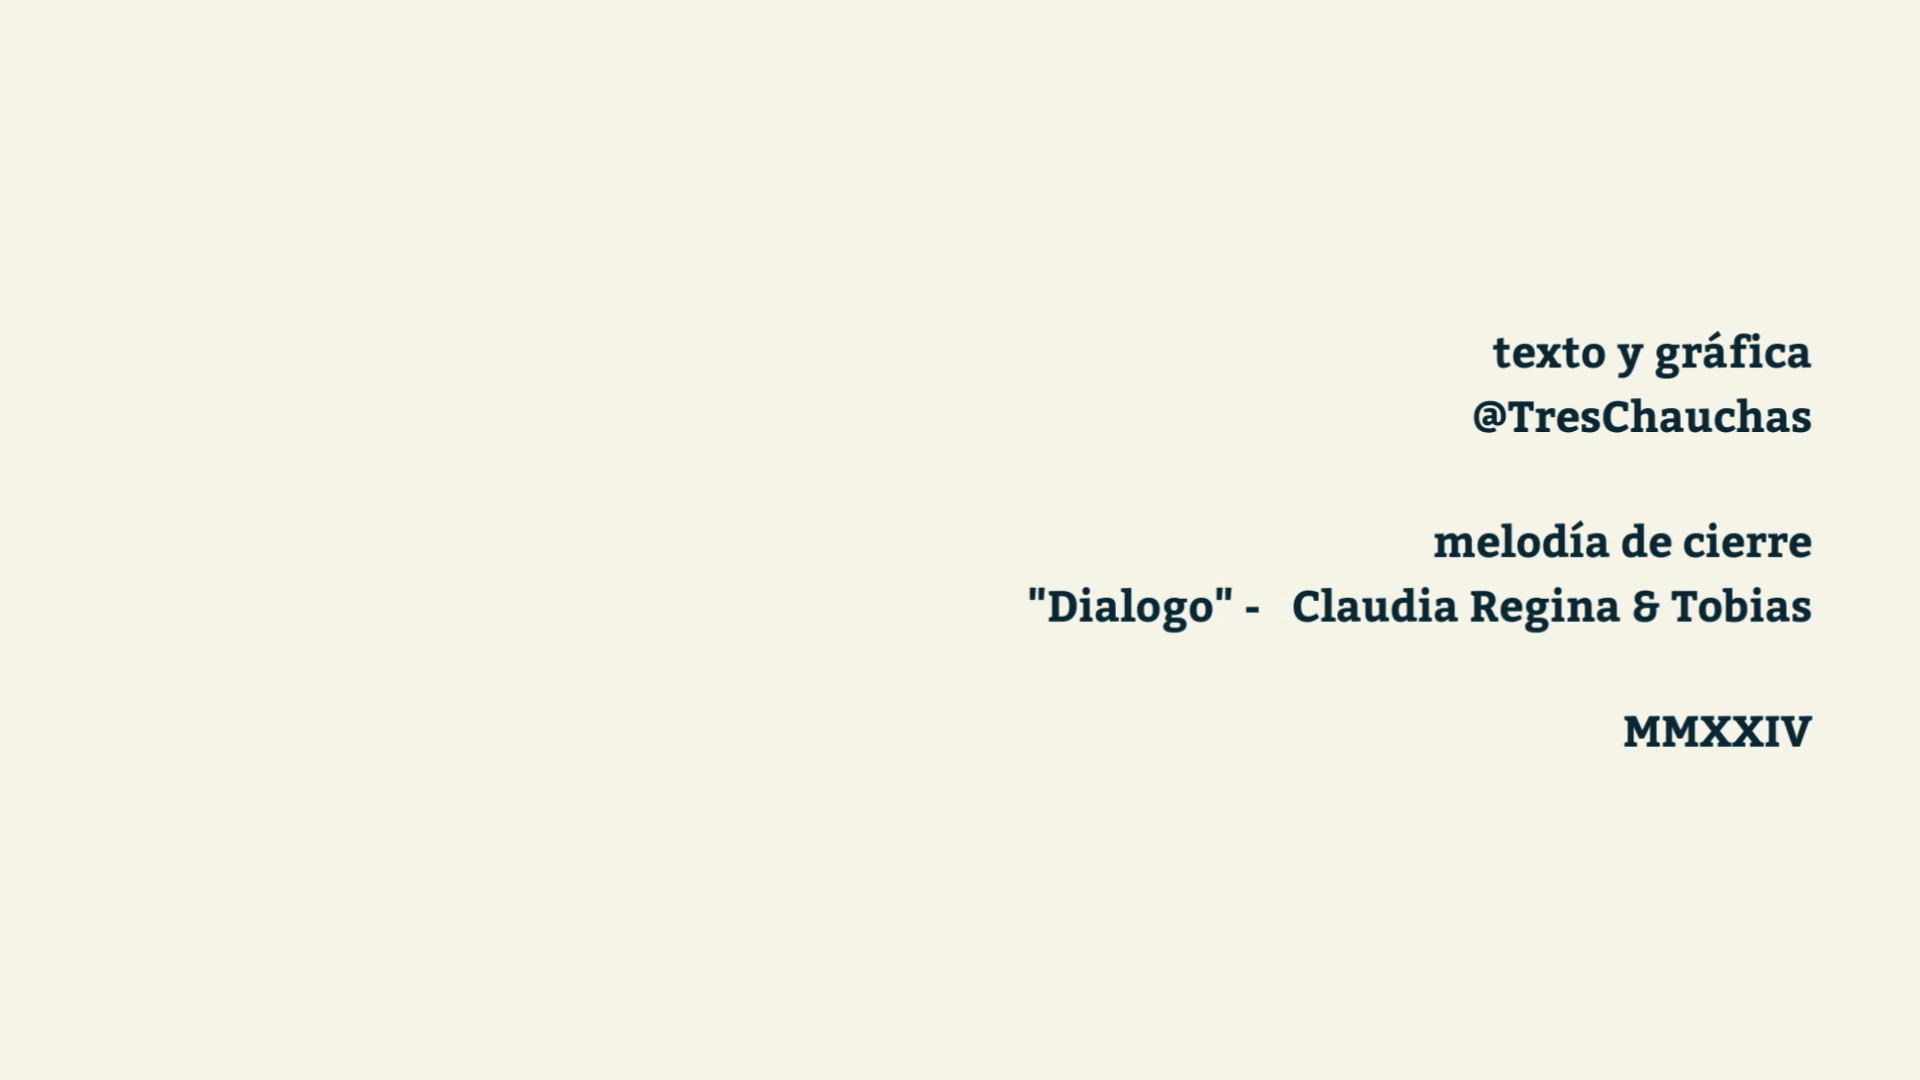 texto y gráfica
@TresChauchas
melodía de cierre
"Dialogo" - Claudia Regina & Tobias
MMXXIV